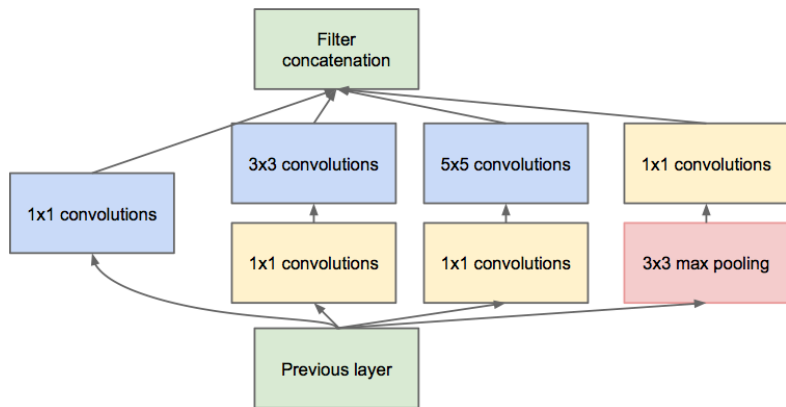 Filter
concatenation
3x3 convolutions
5x5 convolutions
1x1 convolutions
1x1 convolutions
1x1 convolutions
1x1 convolutions
3x3 max pooling
Previous layer